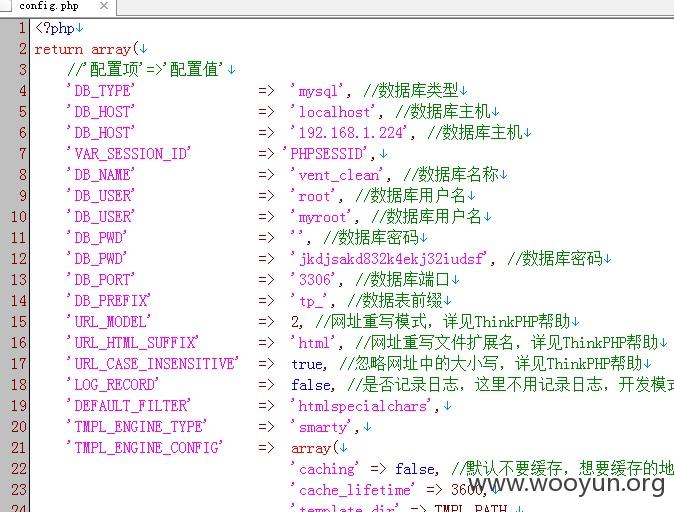 config.php
1 <?php
2 return array(
3 //'配置项'=>'配置值'
4 'DB_TYPE' => 'mysql', //数据库类型
5 'DB_HOST' => 'localhost', //数据库主机
6 'DB_HOST' => '192.168.1.224', //数据库主机
7 'VAR_SESSION_ID' => 'PHPSESSID',
8 'DB_NAME' => 'vent_clean', //数据库名称
9 'DB_USER' => 'root', //数据库用户名
10 'DB_USER' => 'myroot', //数据库用户名
11 'DB_PWD' => '', //数据库密码
12 'DB_PWD' => 'jkdjsakd832k4ekj32iudsf', //数据库密码
13 'DB_PORT' => '3306', //数据库端口
14 'DB_PREFIX' => 'tp_', //数据表前缀
15 'URL_MODEL' => 2, //网址重写模式，详见ThinkPHP帮助
16 'URL_HTML_SUFFIX' => 'html', //网址重写文件扩展名，详见ThinkPHP帮助
17 'URL_CASE_INSENSITIVE' => true, //忽略网址中的大小写，详见ThinkPHP帮助
18 'LOG_RECORD' => false, //是否记录日志，这里不用记录日志，开发模式
19 'DEFAULT_FILTER' => 'htmlspecialchars',
20 'TMPL_ENGINE_TYPE' => 'smarty',
21 'TMPL_ENGINE_CONFIG' => array(
22 'caching' => false, //默认不要缓存，想要缓存的地
23 'cache_lifetime' => 3600,
www.wooyun.org
24 'template_dir' => TMPL_PATH